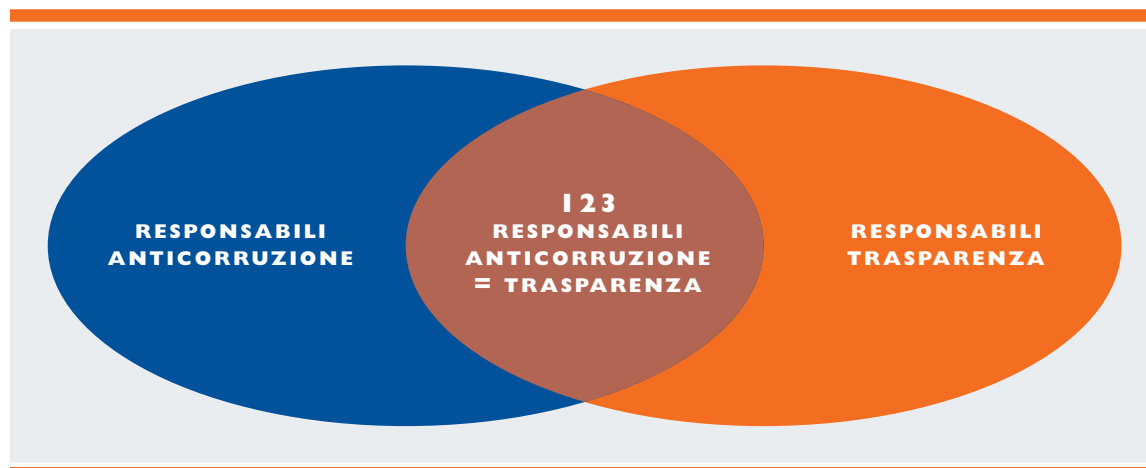 RESPONSABILI
ANTICORRUZIONE
123
RESPONSABILI
ANTICORRUZIONE
= TRASPARENZA
RESPONSABILI
TRASPARENZA